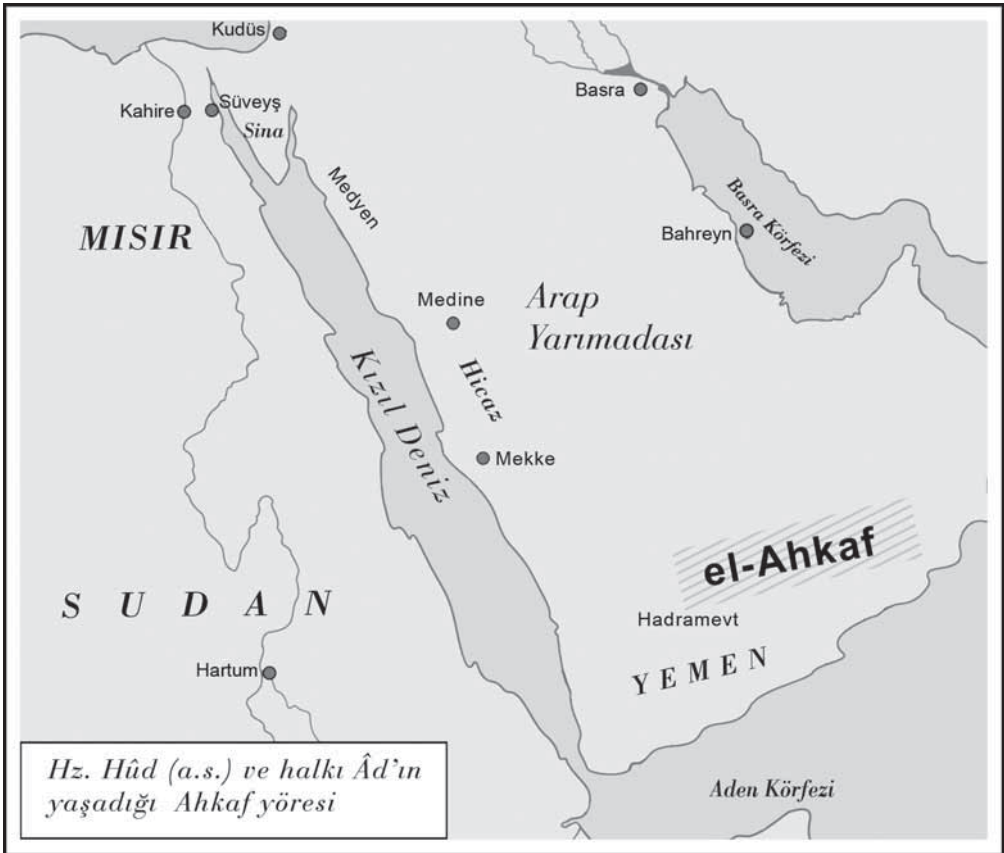 Kudüs
Kahire
Süveyş
Sina
Basra
Medyen
MISIR
Bahreyn
Basra Körfezi
Medine
Arap
Yarımadası
Hicaz
Kızıl Deniz
Mekke
el-Ahkaf
SUDAN
Hadramevt
YEMEN
Hartum
Hz. Hûd (a.s.) ve halkı Âd'ın
yaşadığı Ahkaf yöresi
Aden Körfezi